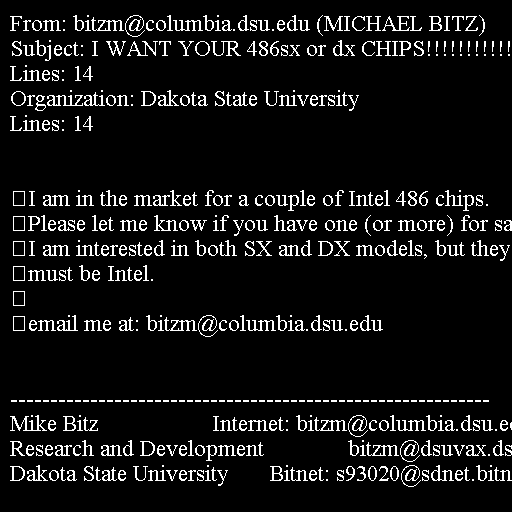 From: bitzm@columbia.dsu.edu (MICHAEL BITZ)
Subject: I WANT YOUR 486sx or dx CHIPS!!!!!!!!!!!
Lines: 14
Organization: Dakota State University
Lines: 14
I am in the market for a couple of Intel 486 chips.
Please let me know if you have one (or more) for sa
I am interested in both SX and DX models, but they
must be Intel.
email me at: bitzm@columbia.dsu.edu
------------------------------------------------------------
Mike Bitz Internet: bitzm@columbia.dsu.e
Research and Development bitzm@dsuvax.ds
Dakota State University Bitnet: s93020@sdnet.bitn